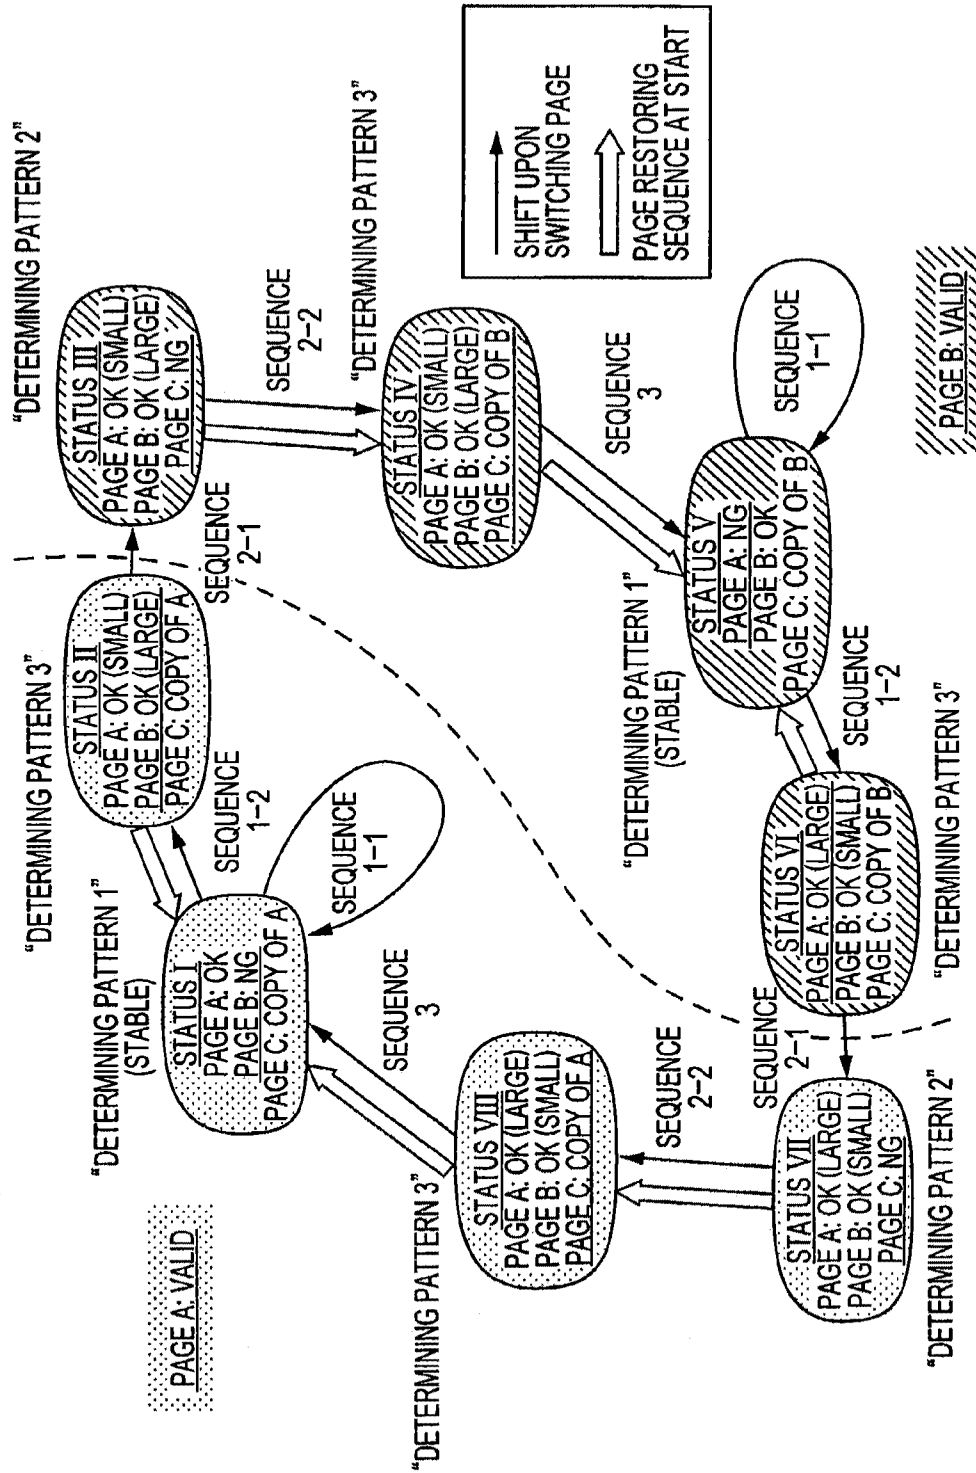 PAGE A: VALID
"DETERMINING PATTERN 1"
(STABLE)
STATUS I
PAGE A: OK
PAGE B: NG
PAGE C: COPY OF A
SEQUENCE
1-1
SEQUENCE
1-2
"DETERMINING PATTERN 3"
STATUS II
PAGE A: OK (SMALL)
PAGE B: OK (LARGE)
PAGE C: COPY OF A
SEQUENCE
2-1
"DETERMINING PATTERN 2"
STATUS III
PAGE A: OK (SMALL)
PAGE B: OK (LARGE)
PAGE C: NG
SEQUENCE
2-2
"DETERMINING PATTERN 3"
STATUS IV
PAGE A: OK (SMALL)
PAGE B: OK (LARGE)
PAGE C: COPY OF B
SEQUENCE
3
"DETERMINING PATTERN 1"
(STABLE)
STATUS V
PAGE A: NG
PAGE B: OK
PAGE C: COPY OF B
SEQUENCE
1-1
SEQUENCE
1-2
STATUS VI
PAGE A: OK (LARGE)
PAGE B: OK (SMALL)
PAGE C: COPY OF B
"DETERMINING PATTERN 3"
SEQUENCE
2-1
STATUS VII
PAGE A: OK (LARGE)
PAGE B: OK (SMALL)
PAGE C: NG
"DETERMINING PATTERN 2"
SEQUENCE
2-2
"DETERMINING PATTERN 3"
STATUS VIII
PAGE A: OK (LARGE)
PAGE B: OK (SMALL)
PAGE C: COPY OF A
SEQUENCE
3
SHIFT UPON
SWITCHING PAGE
PAGE RESTORING
SEQUENCE AT START
PAGE B: VALID